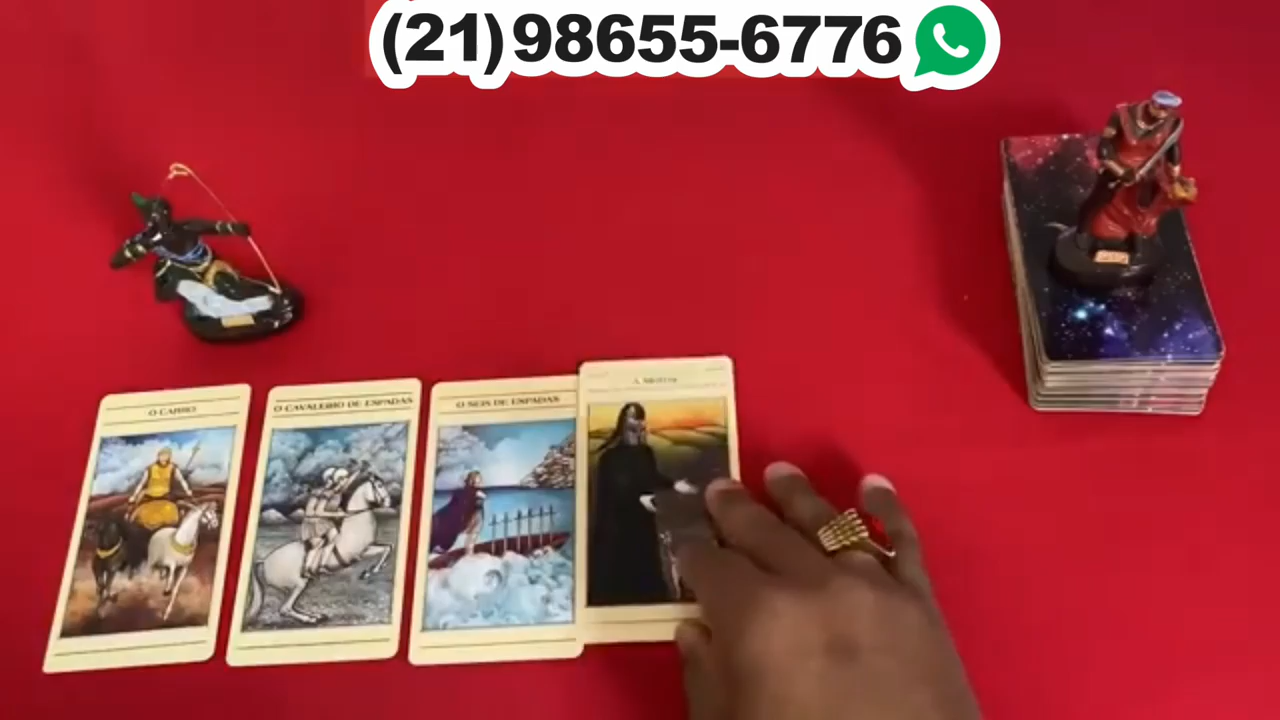 (21)98655-6776
O CARRO
O CAVALEIRO DE ESPADAS
O SEIS DE ESPADAS
A MORTE